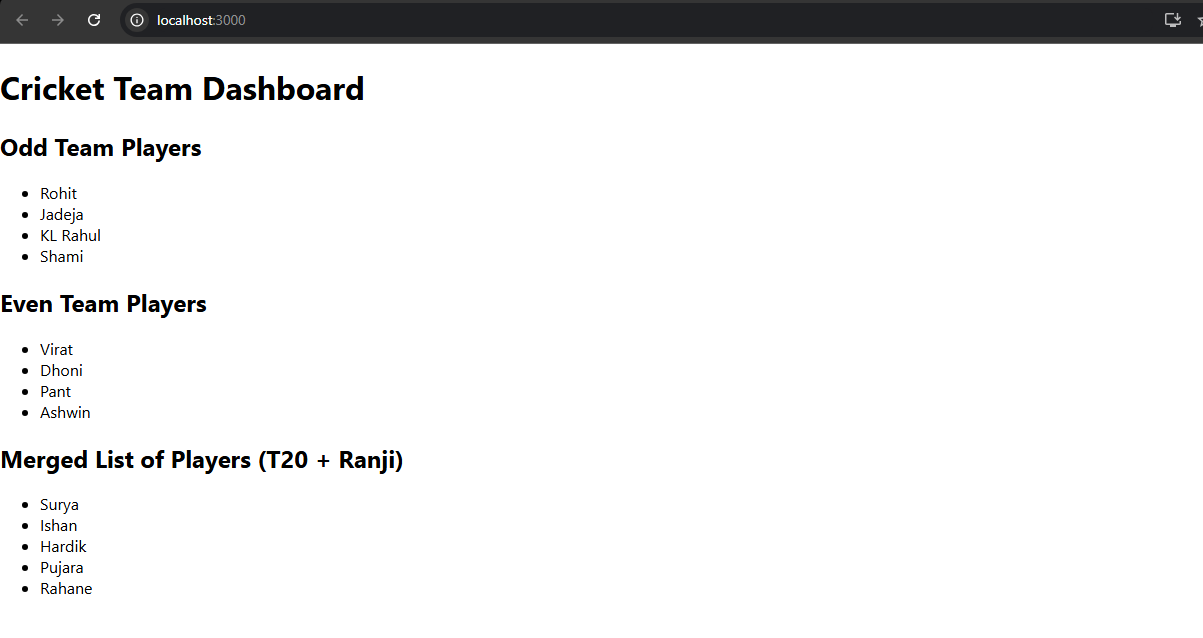 localhost:3000
Cricket Team Dashboard
Odd Team Players
Rohit
Jadeja
KL Rahul
Shami
Even Team Players
Virat
Dhoni
Pant
Ashwin
Merged List of Players (T20 + Ranji)
Surya
Ishan
Hardik
Pujara
Rahane